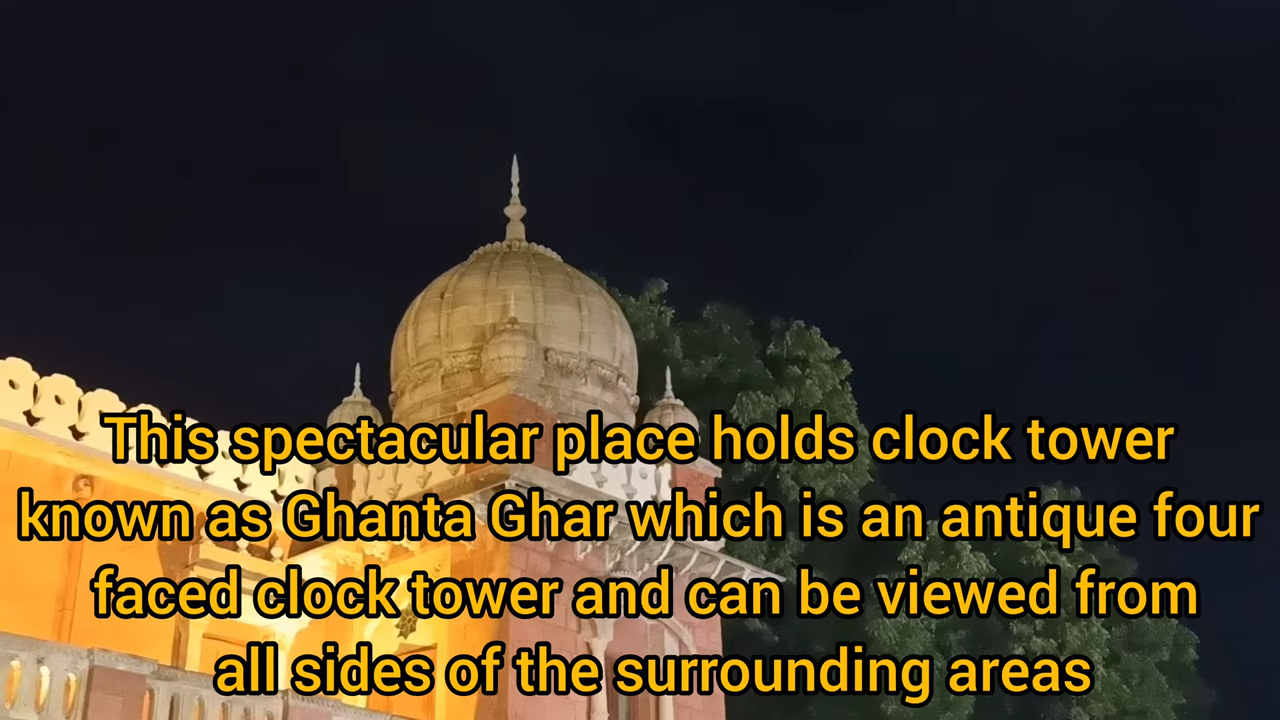 This spectacular place holds clock tower
known as Ghanta Ghar which is an antique four
faced clock tower and can be viewed from
all sides of the surrounding areas